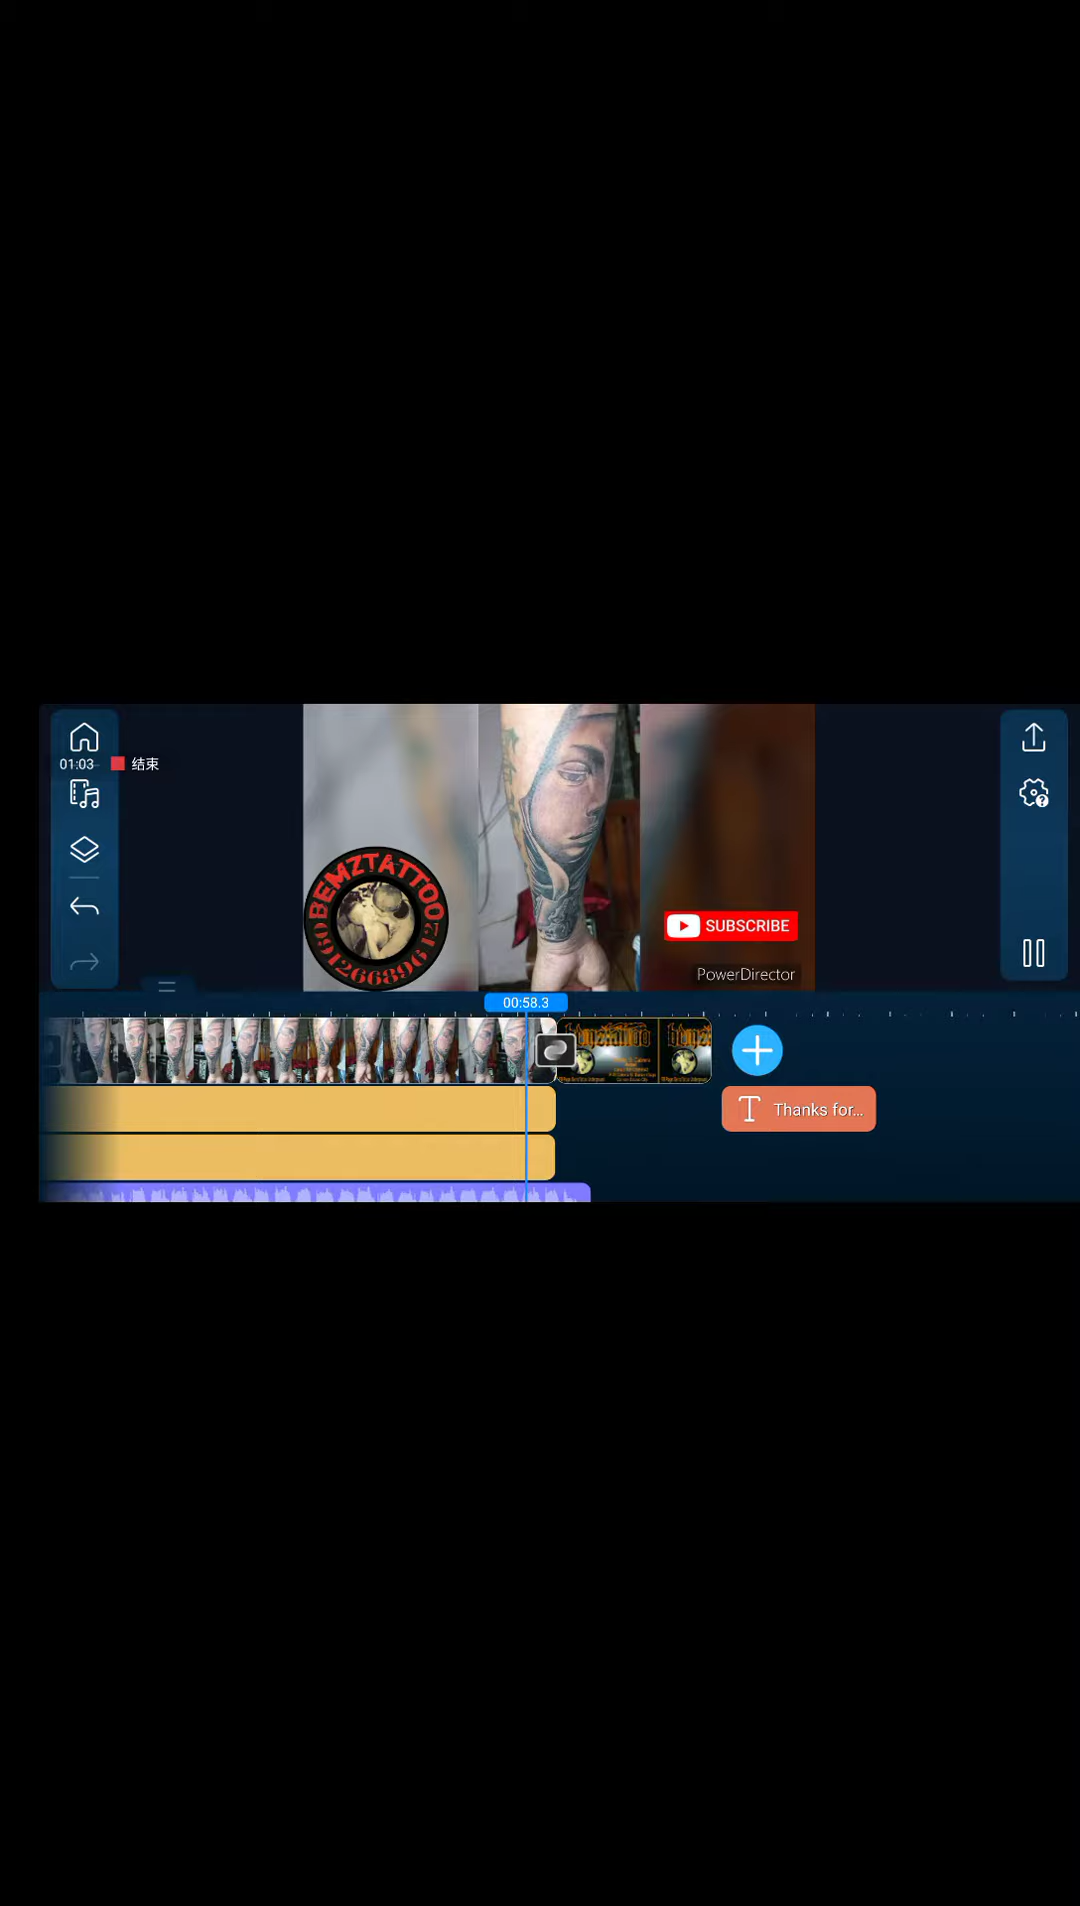 01:03 结束
BEMZTATTOO
SUBSCRIBE
PowerDirector
00:58.3
Thanks for...